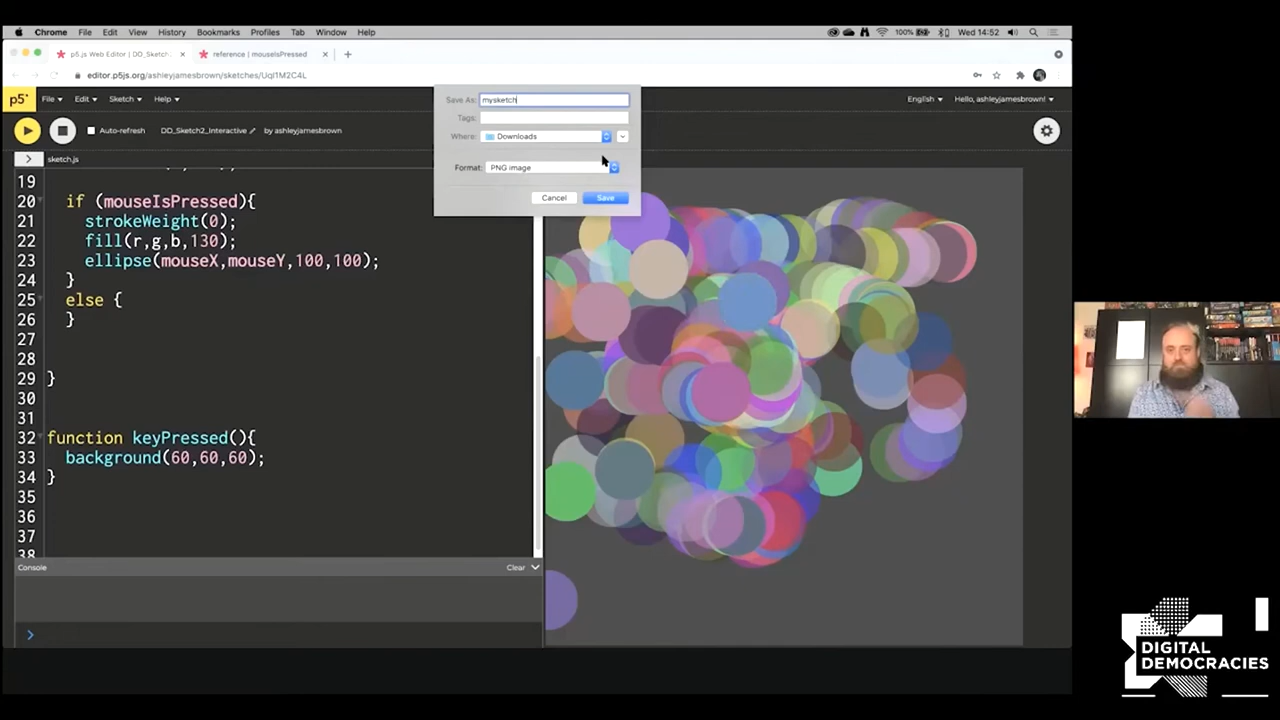 Chrome File Edit View History Bookmarks Profiles Tab Window Help 100% Wed 14:52
p5.js Web Editor | DD_Sketch2_ reference | mouseIsPressed
editor.p5js.org/ashleyjamesbrown/sketches/UqI1M2C4L
p5* File Edit Sketch Help English Hello, ashleyjamesbrown!
Auto-refresh DD_Sketch2_Interactive by ashleyjamesbrown
sketch.js
Save As: mysketch
Tags:
Where: Downloads
Format: PNG image
Cancel Save
19
20 if (mouseIsPressed){
21 strokeWeight(0);
22 fill(r,g,b,130);
23 ellipse(mouseX,mouseY,100,100);
24 }
25 else {
26 }
27
28
29 }
30
31
32 function keyPressed(){
33 background(60,60,60);
34 }
35
36
37
38
Console Clear
DIGITAL
DEMOCRACIES